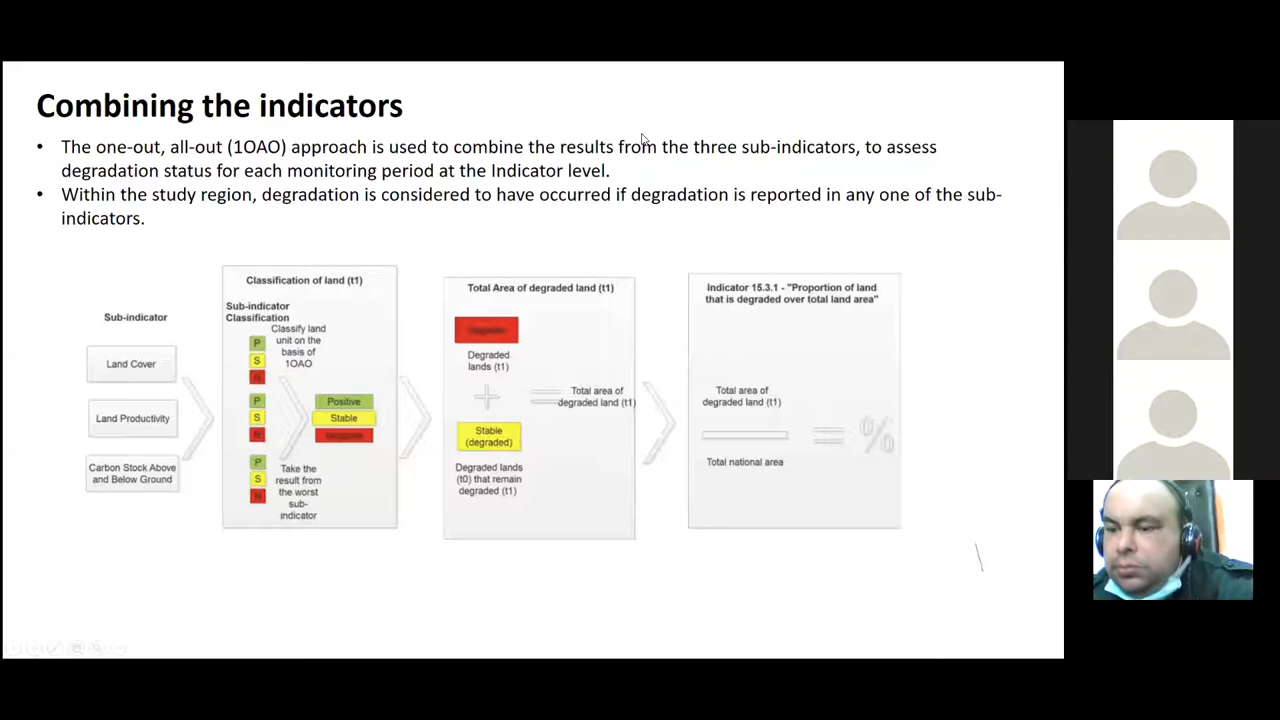 Combining the indicators
• The one-out, all-out (1OAO) approach is used to combine the results from the three sub-indicators, to assess
degradation status for each monitoring period at the Indicator level.
• Within the study region, degradation is considered to have occurred if degradation is reported in any one of the sub-
indicators.
Sub-indicator
Land Cover
Land Productivity
Carbon Stock Above
and Below Ground
Classification of land (t1)
Sub-indicator
Classification
Classify land
unit on the
basis of
1OAO
P
S
N
P
S
N
P
S
N
Positive
Stable
Take the
result from
the worst
sub-
indicator
Total Area of degraded land (t1)
Degraded
lands (t1)
+
Stable
(degraded)
Degraded lands
(t0) that remain
degraded (t1)
=
Total area of
degraded land (t1)
Indicator 15.3.1 - "Proportion of land
that is degraded over total land area"
Total area of
degraded land (t1)
Total national area
= %